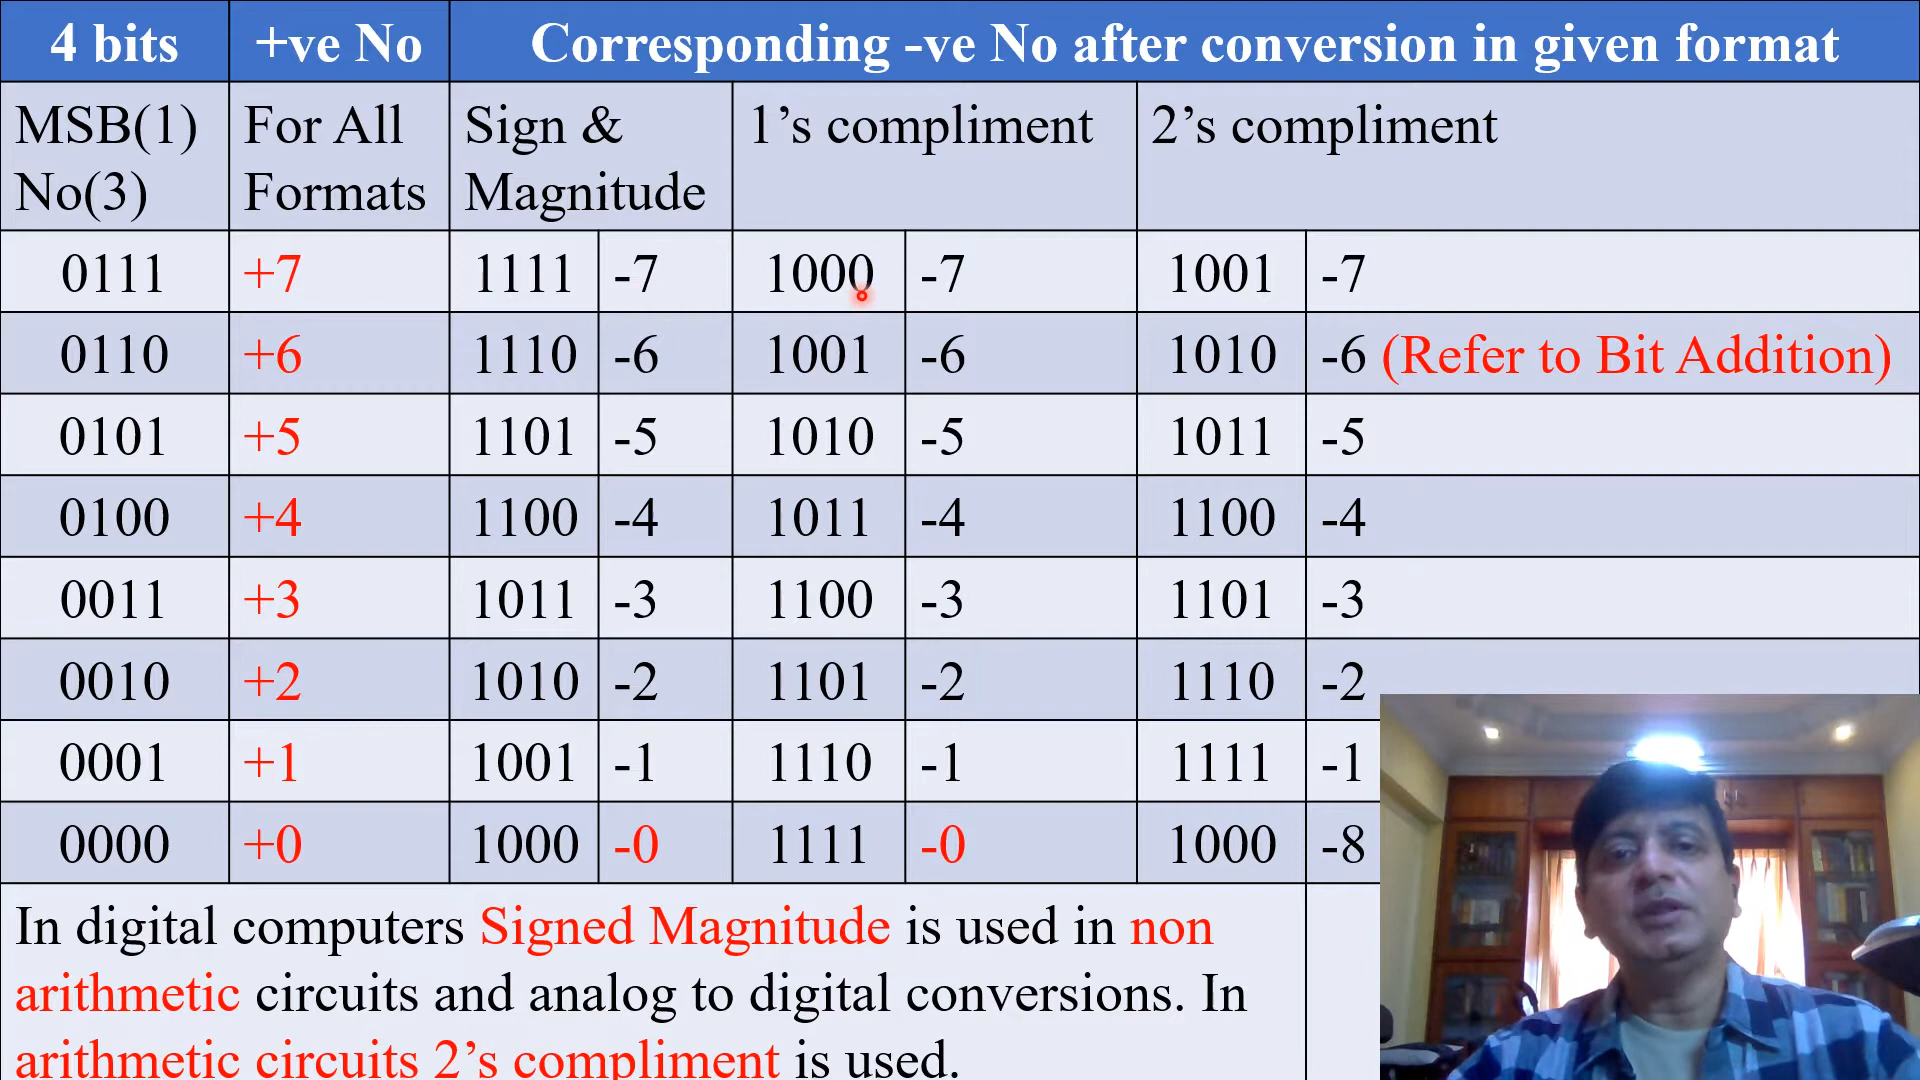 4 bits +ve No Corresponding -ve No after conversion in given format
MSB(1) For All Sign & 1’s compliment 2’s compliment
No(3) Formats Magnitude
0111 +7 1111 -7 1000 -7 1001 -7
0110 +6 1110 -6 1001 -6 1010 -6 (Refer to Bit Addition)
0101 +5 1101 -5 1010 -5 1011 -5
0100 +4 1100 -4 1011 -4 1100 -4
0011 +3 1011 -3 1100 -3 1101 -3
0010 +2 1010 -2 1101 -2 1110 -2
0001 +1 1001 -1 1110 -1 1111 -1
0000 +0 1000 -0 1111 -0 1000 -8
In digital computers Signed Magnitude is used in non
arithmetic circuits and analog to digital conversions. In
arithmetic circuits 2’s compliment is used.